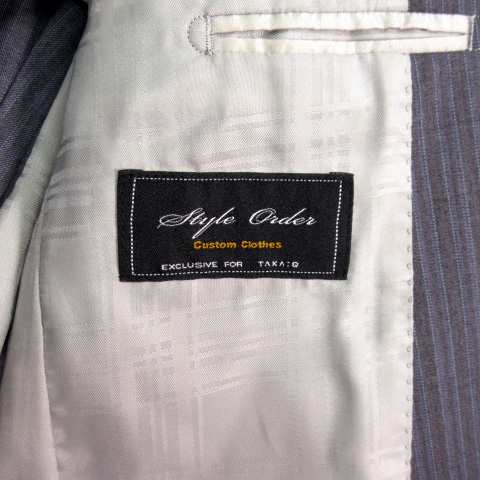 Style Order
Custom Clothes
EXCLUSIVE FOR TAKA:Q